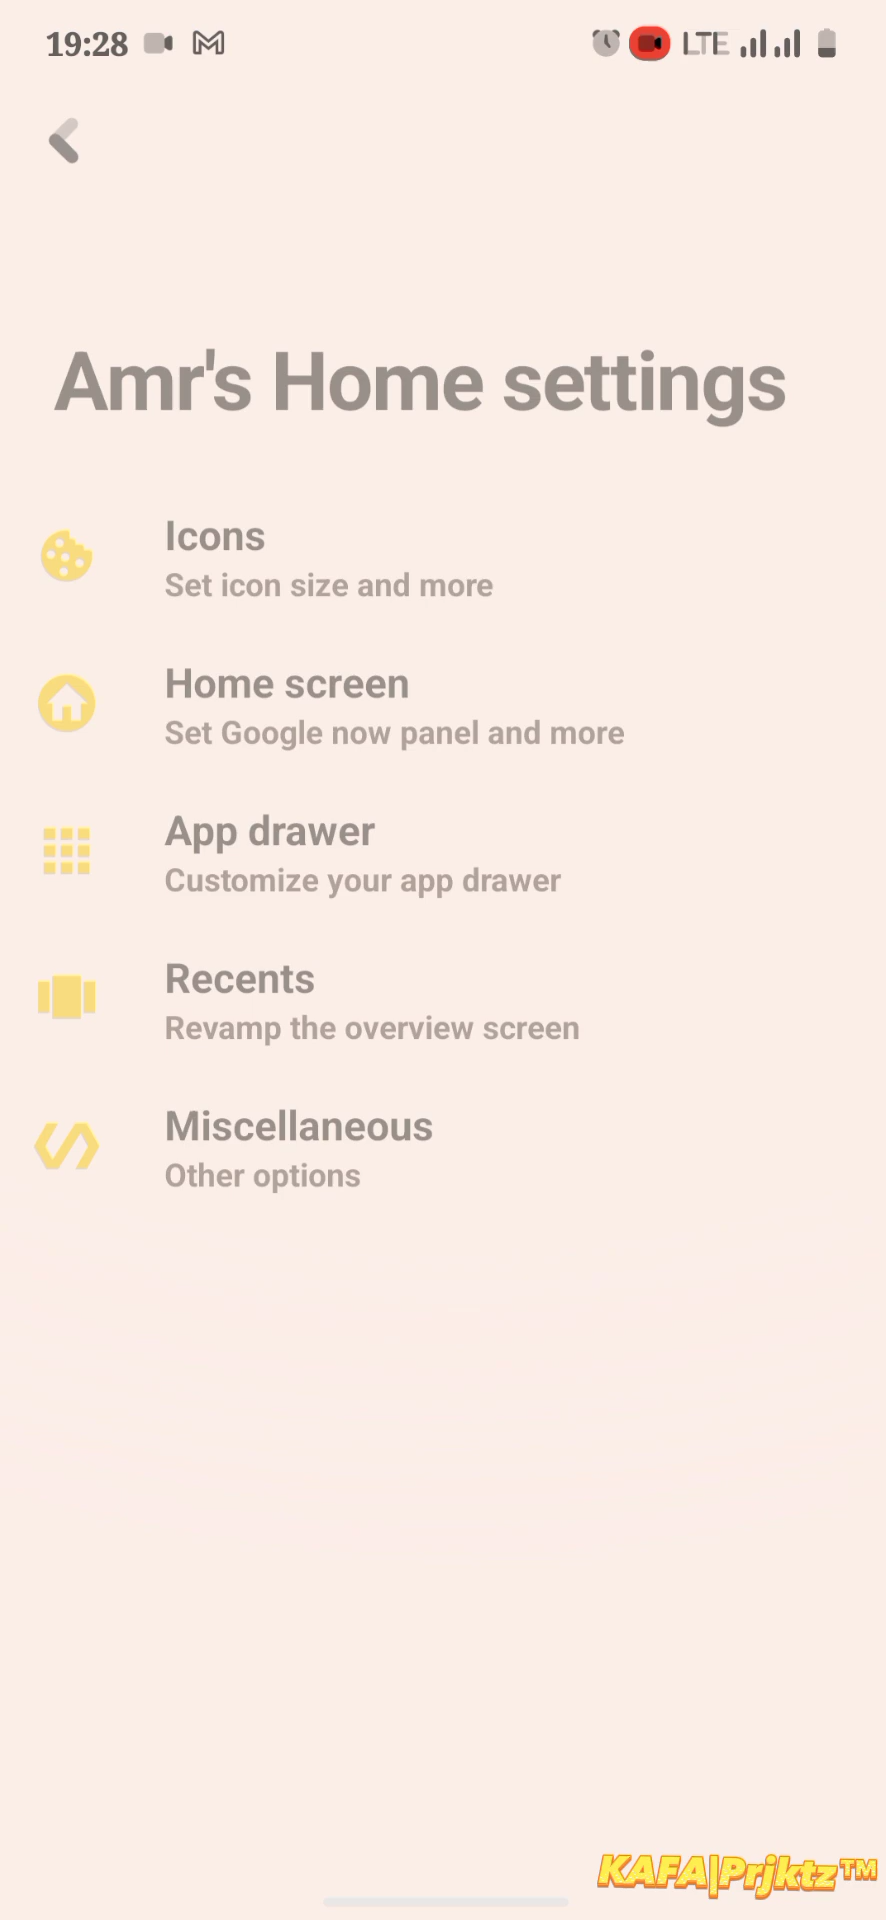 19:28
LTE
Amr's Home settings
Icons
Set icon size and more
Home screen
Set Google now panel and more
App drawer
Customize your app drawer
Recents
Revamp the overview screen
Miscellaneous
Other options
KAFA|Prjktz™